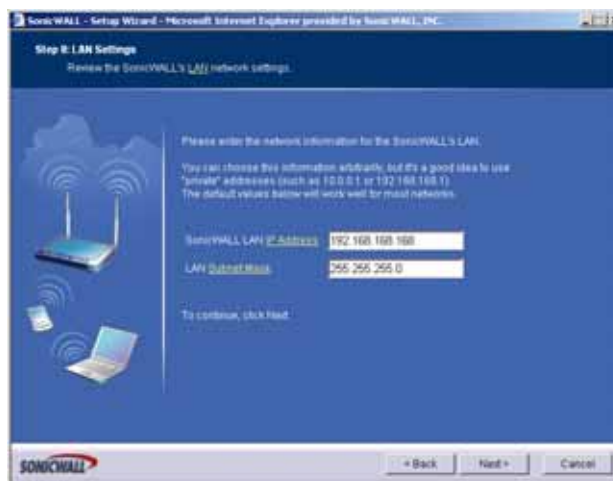 SonicWALL - Setup Wizard - Microsoft Internet Explorer provided by SonicWALL, INC.
Step 8: LAN Settings
Review the SonicWALL's LAN network settings.
Please enter the network information for the SonicWALL'S LAN.
You can choose this information arbitrarily, but it's a good idea to use
"private" addresses (such as 10.0.0.1 or 192.168.168.1)
The default values below will work well for most networks.
SonicWALL LAN IP Address: 192.168.168.168
LAN Subnet Mask: 255.255.255.0
To continue, click Next.
SONICWALL
< Back
Next >
Cancel